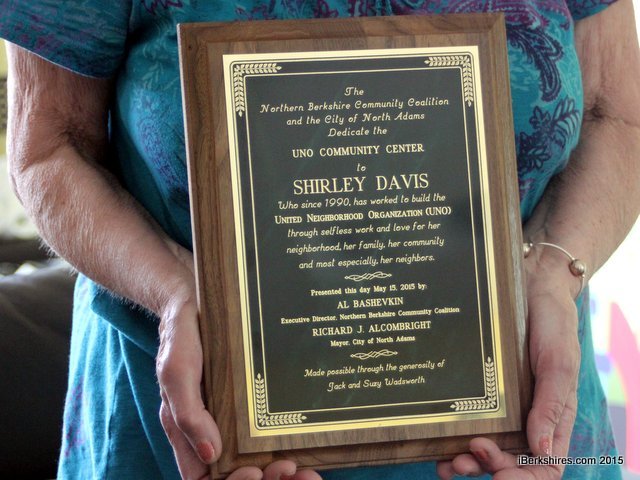 The
Northern Berkshire Community Coalition
and the City of North Adams
Dedicate the
UNO COMMUNITY CENTER
to
SHIRLEY DAVIS
Who since 1990, has worked to build the
UNITED NEIGHBORHOOD ORGANIZATION (UNO)
through selfless work and love for her
neighborhood, her family, her community
and most especially, her neighbors.
Presented this day May 15, 2015 by:
AL BASHEVKIN
Executive Director, Northern Berkshire Community Coalition
RICHARD J. ALCOMBRIGHT
Mayor, City of North Adams
Made possible through the generosity of
Jack and Suzy Wadsworth
iBerkshires.com 2015